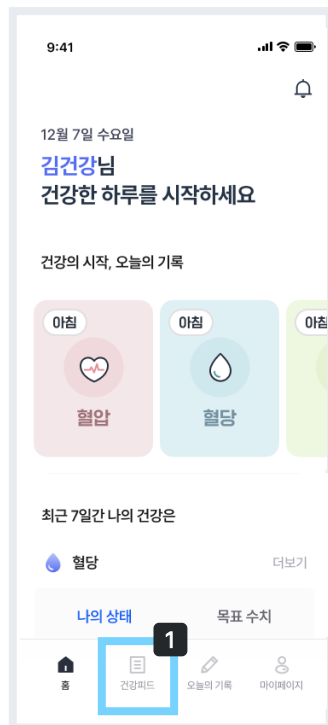 9:41
12월 7일 수요일
김건강님
건강한 하루를 시작하세요
건강의 시작, 오늘의 기록
아침
아침
아침
혈압
혈당
최근 7일간 나의 건강은
혈당
더보기
나의 상태
목표 수치
1
홈
건강피드
오늘의 기록
마이페이지